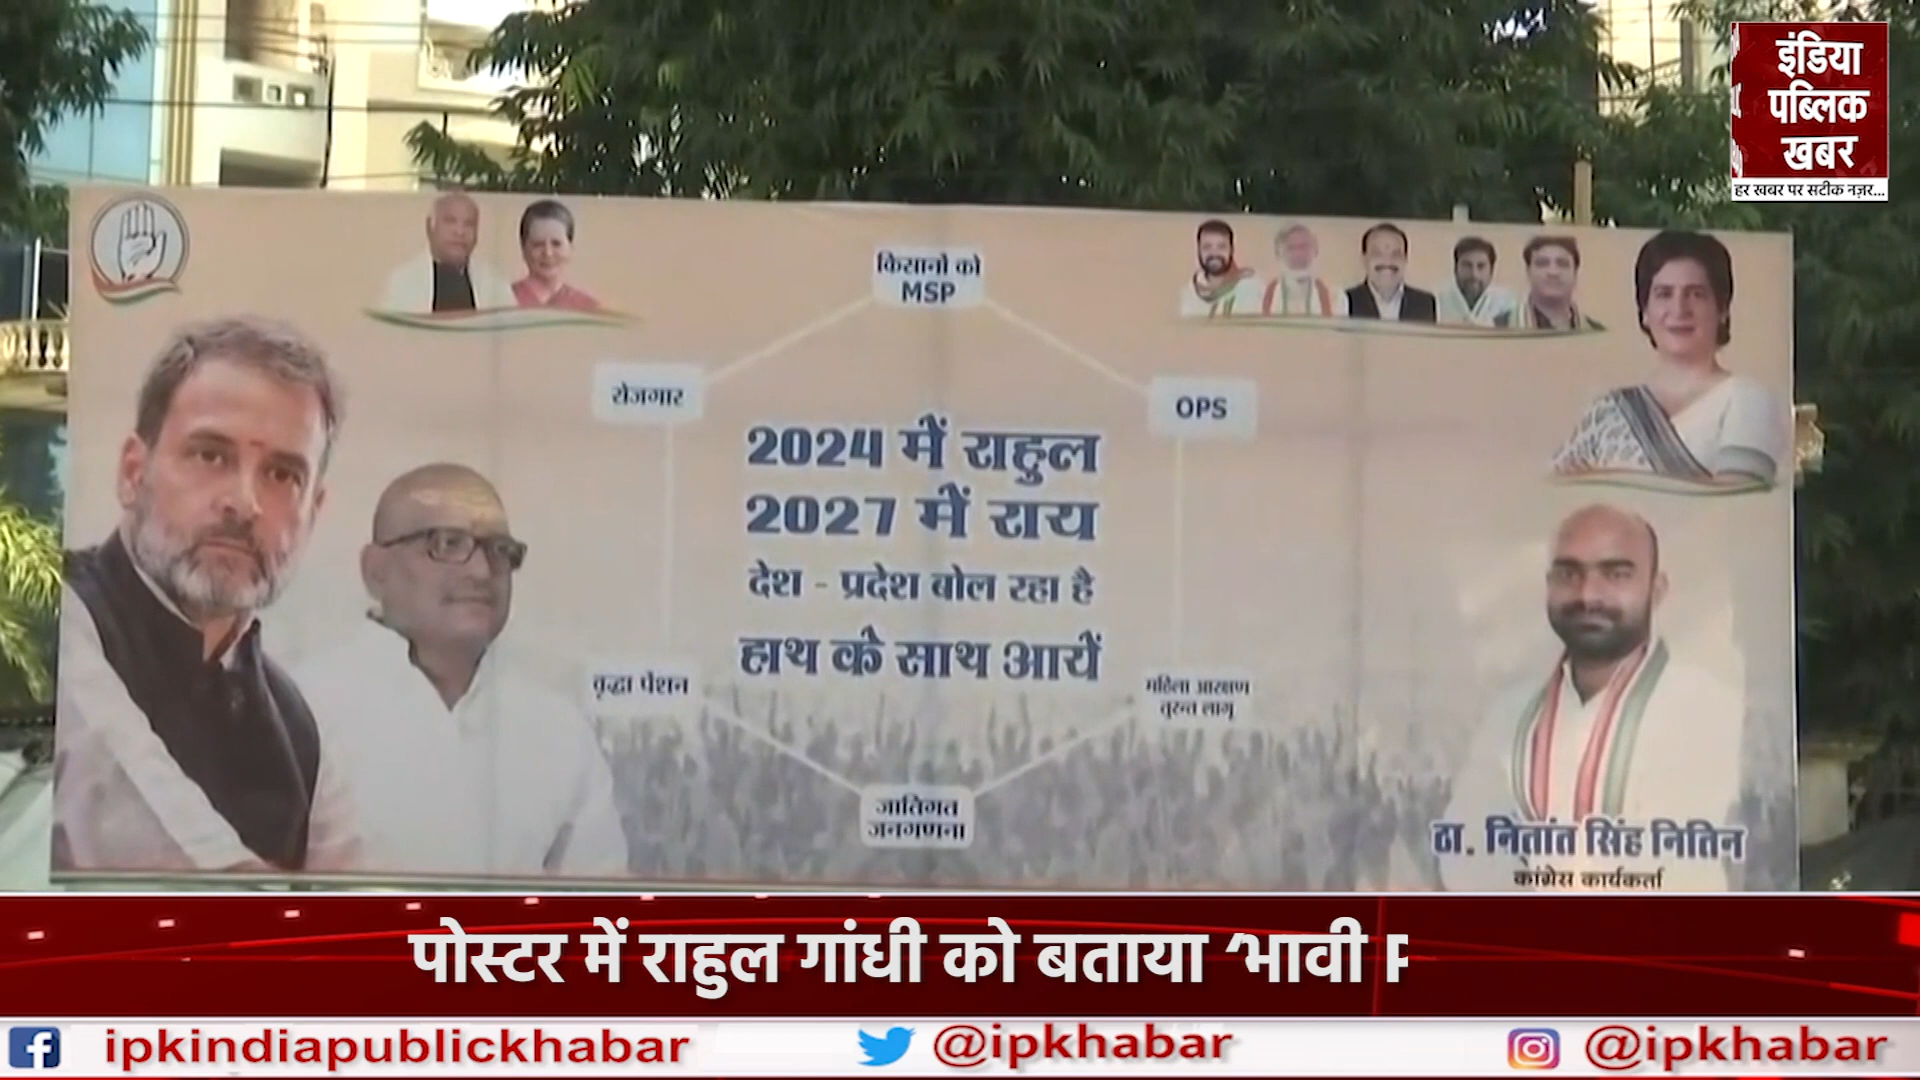 इंडिया
पब्लिक
खबर
हर खबर पर सटीक नज़र...
किसानों को
MSP
रोजगार
OPS
2024 में राहुल
2027 में राय
देश - प्रदेश बोल रहा है
हाथ के साथ आयें
वृद्धा पेंशन
महिला आरक्षण
तुरन्त लागू
जातिगत
जनगणना
ठा. नितांत सिंह नितिन
कांग्रेस कार्यकर्ता
पोस्टर में राहुल गांधी को बताया ‘भावी
ipkindiapublickhabar
@ipkhabar
@ipkhabar